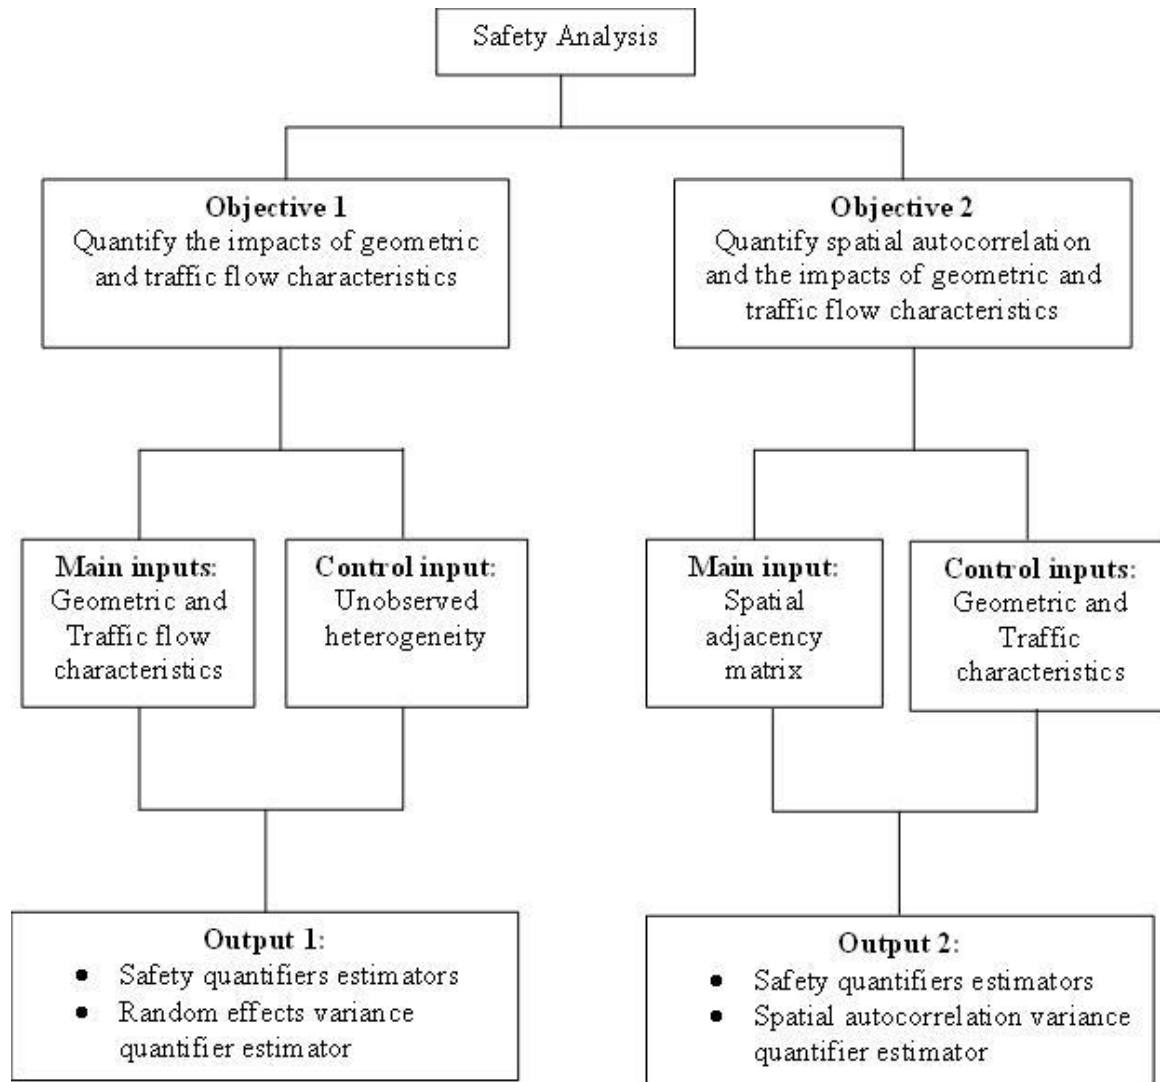 Safety Analysis
Objective 1
Quantify the impacts of geometric
and traffic flow characteristics
Objective 2
Quantify spatial autocorrelation
and the impacts of geometric and
traffic flow characteristics
Main inputs:
Geometric and
Traffic flow
characteristics
Control input:
Unobserved
heterogeneity
Main input:
Spatial
adjacency
matrix
Control inputs:
Geometric and
Traffic
characteristics
Output 1:
● Safety quantifiers estimators
● Random effects variance
quantifier estimator
Output 2:
● Safety quantifiers estimators
● Spatial autocorrelation variance
quantifier estimator